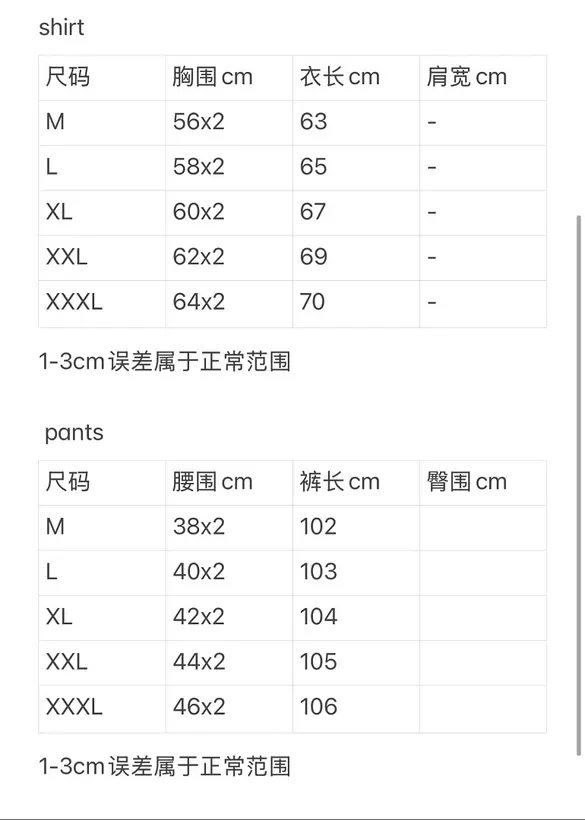 shirt
尺码 胸围cm 衣长cm 肩宽cm
M 56x2 63 -
L 58x2 65 -
XL 60x2 67 -
XXL 62x2 69 -
XXXL 64x2 70 -
1-3cm误差属于正常范围
pants
尺码 腰围cm 裤长cm 臀围cm
M 38x2 102
L 40x2 103
XL 42x2 104
XXL 44x2 105
XXXL 46x2 106
1-3cm误差属于正常范围